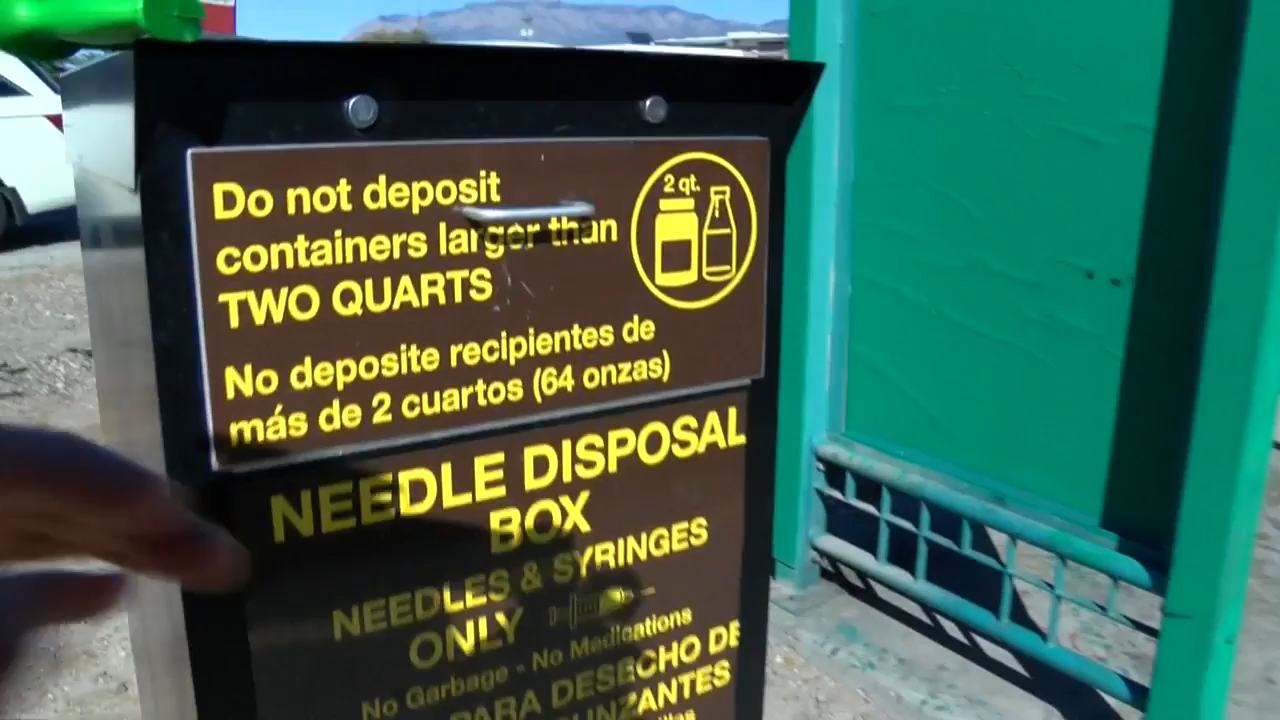 Do not deposit
containers larger than
TWO QUARTS
2 qt.
No deposite recipientes de
más de 2 cuartos (64 onzas)
NEEDLE DISPOSAL
BOX
NEEDLES & SYRINGES
ONLY
No Garbage - No Medications
PARA DESECHO DE